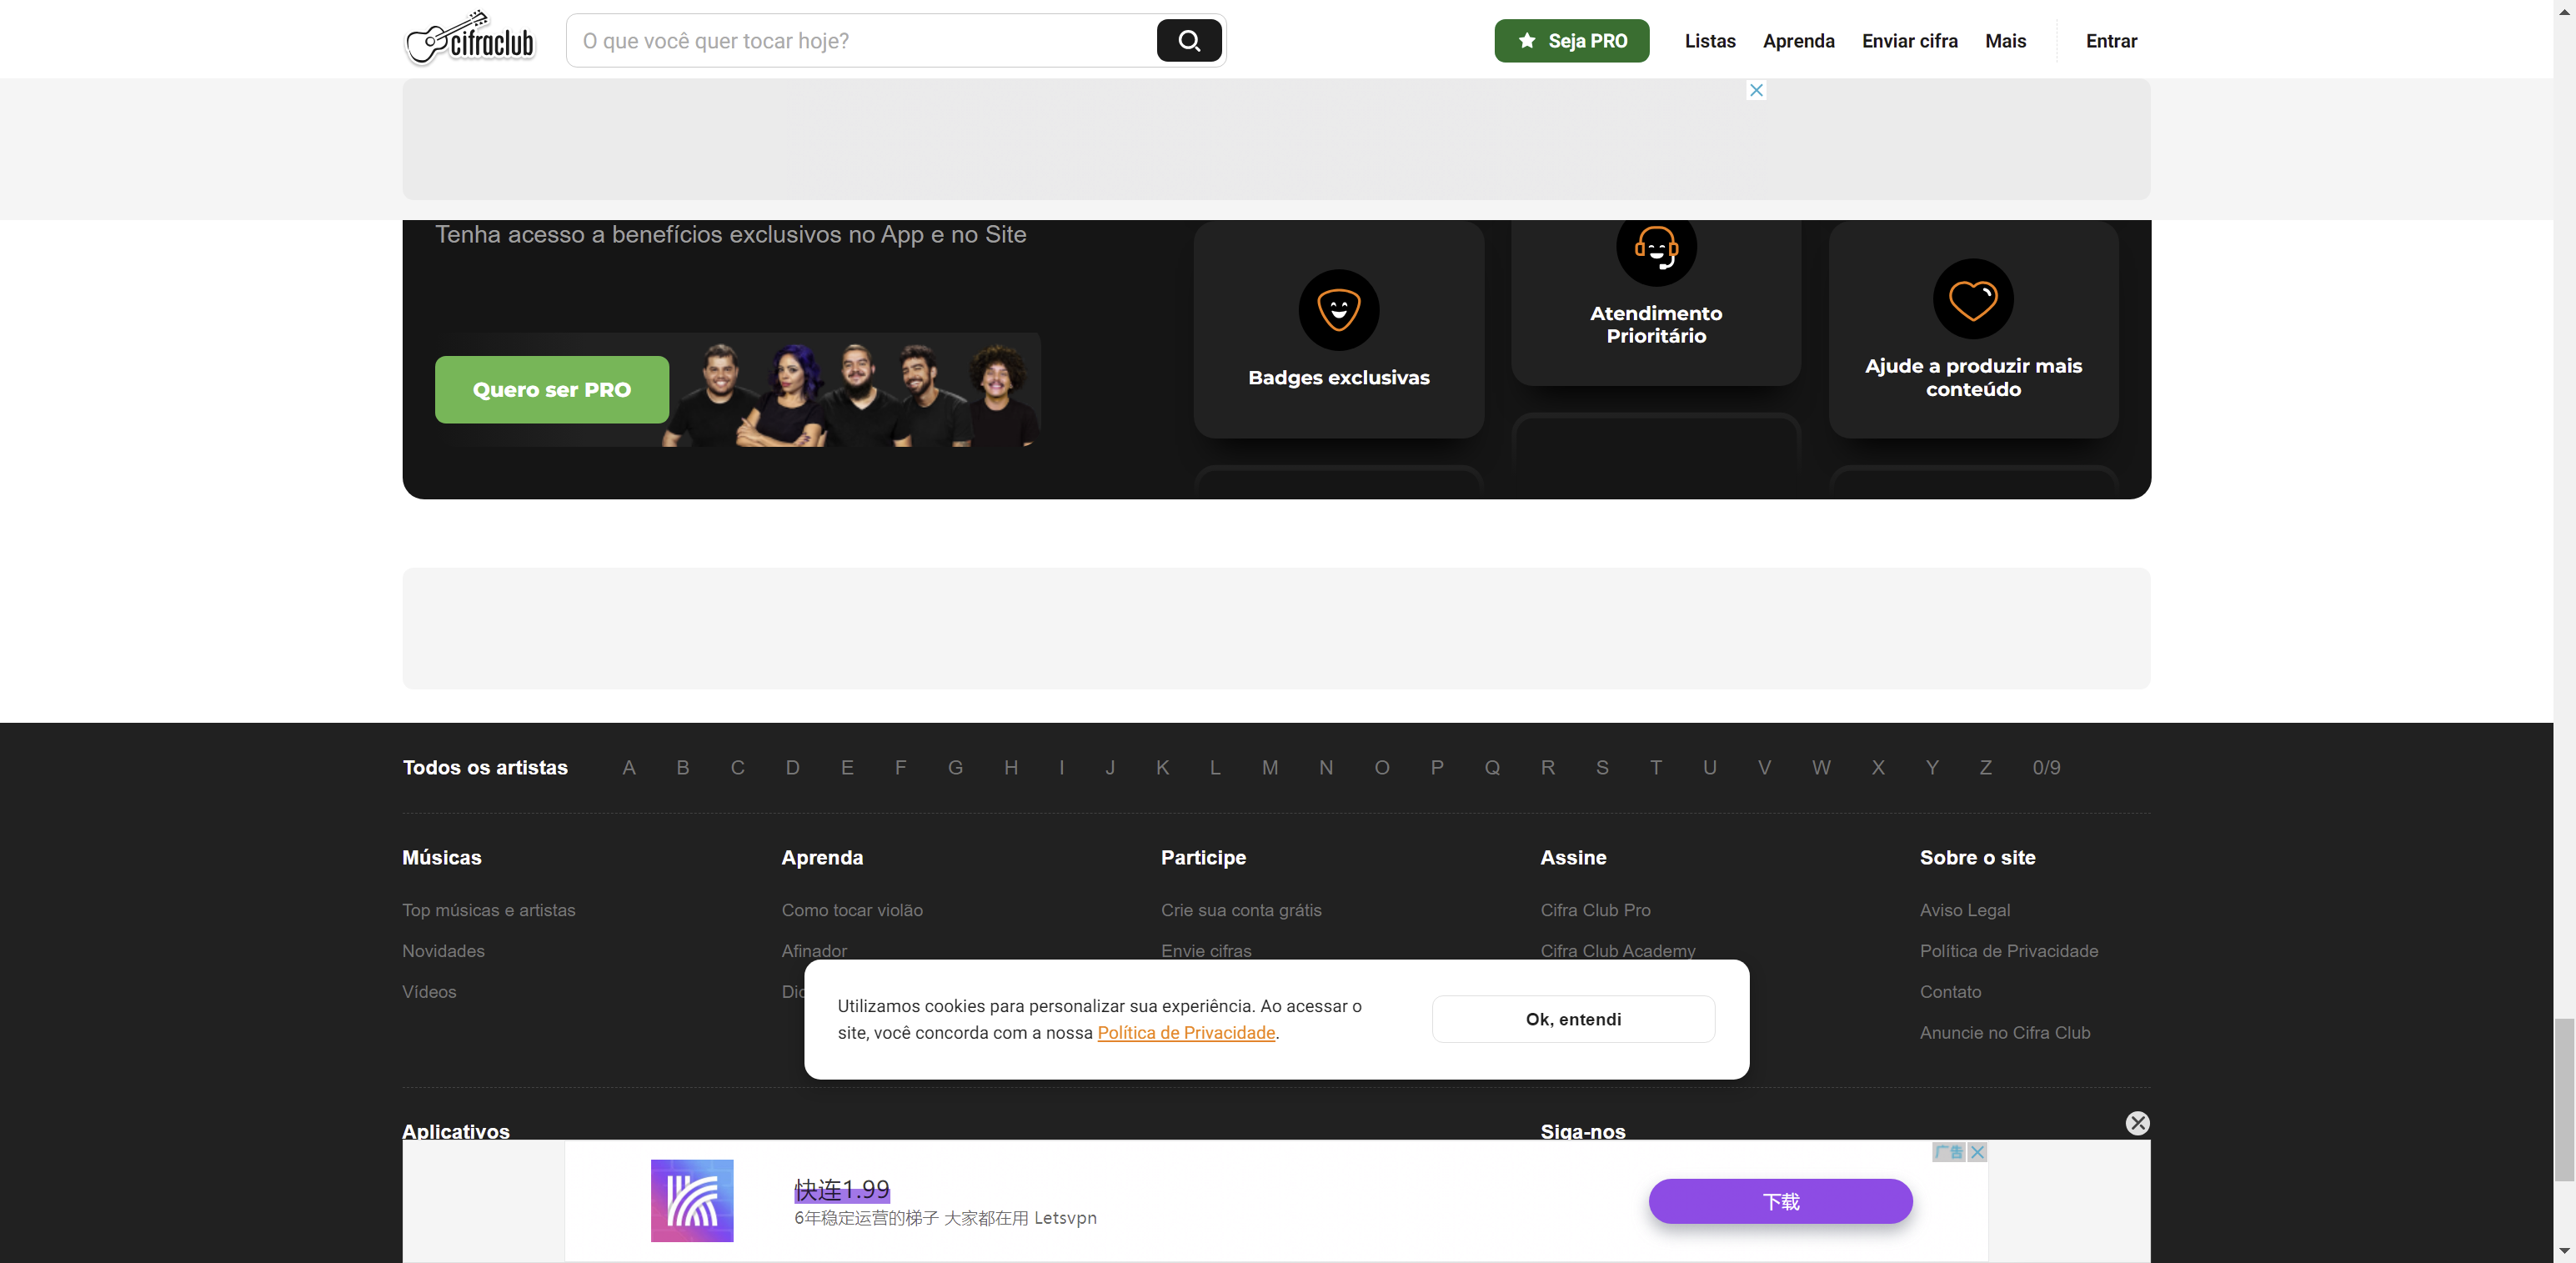 cifraclub
O que você quer tocar hoje?
Seja PRO
Listas
Aprenda
Enviar cifra
Mais
Entrar
Tenha acesso a benefícios exclusivos no App e no Site
Quero ser PRO
Badges exclusivas
Atendimento
Prioritário
Ajude a produzir mais
conteúdo
Todos os artistas
A B C D E F G H I J K L M N O P Q R S T U V W X Y Z 0/9
Músicas
Top músicas e artistas
Novidades
Vídeos
Aprenda
Como tocar violão
Afinador
Participe
Crie sua conta grátis
Envie cifras
Assine
Cifra Club Pro
Cifra Club Academy
Sobre o site
Aviso Legal
Política de Privacidade
Contato
Anuncie no Cifra Club
Utilizamos cookies para personalizar sua experiência. Ao acessar o
site, você concorda com a nossa Política de Privacidade.
Ok, entendi
Aplicativos
Siga-nos
广告
快连1.99
6年稳定运营的梯子 大家都在用 Letsvpn
下载